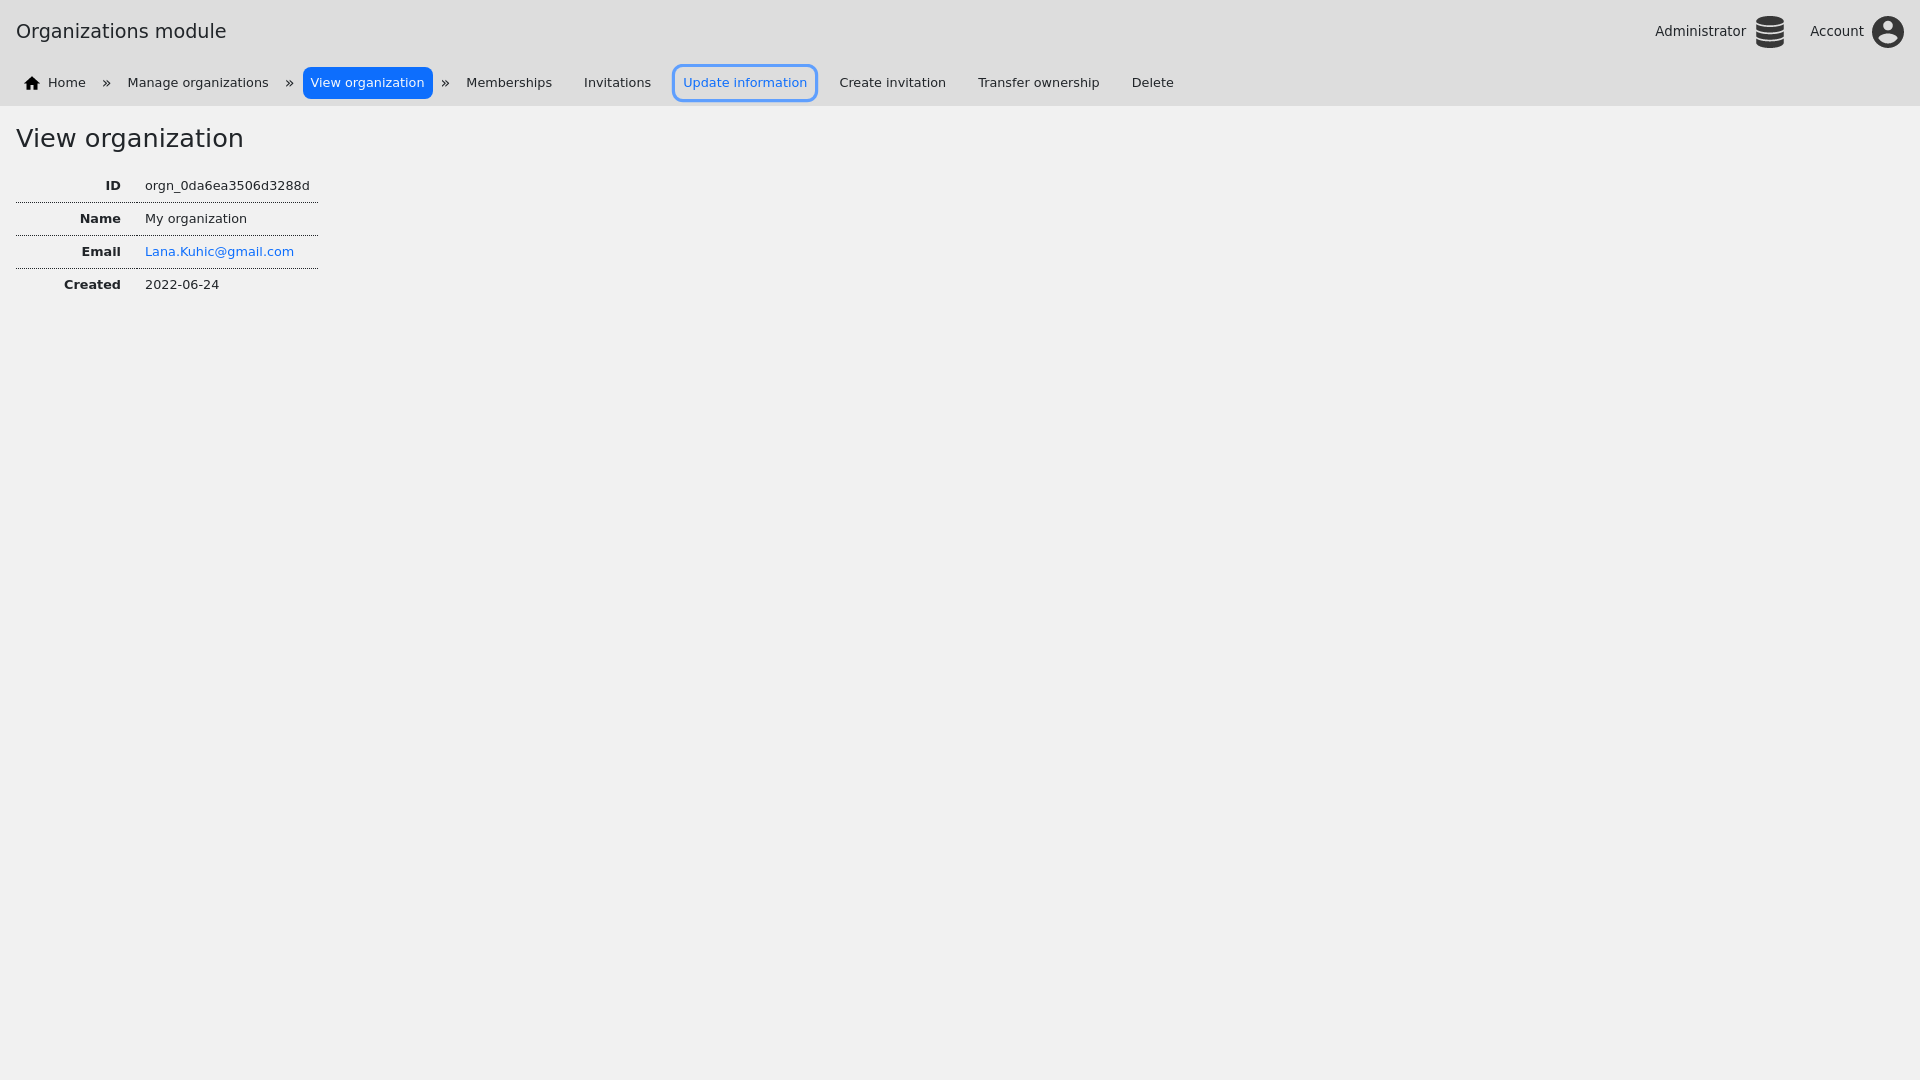 Organizations module
Administrator
Account
Home » Manage organizations » View organization » Memberships Invitations Update information Create invitation Transfer ownership Delete
View organization
ID orgn_0da6ea3506d3288d
Name My organization
Email Lana.Kuhic@gmail.com
Created 2022-06-24